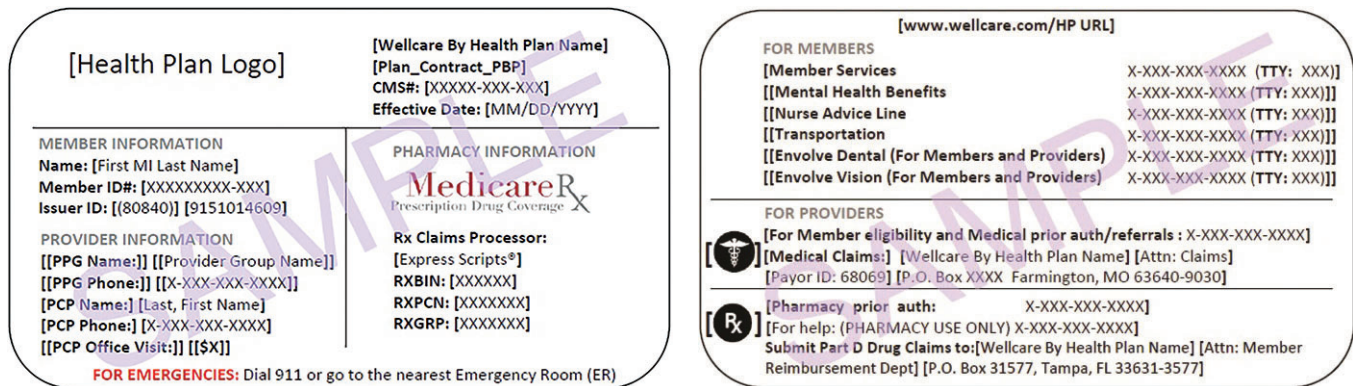 [Health Plan Logo]
[Wellcare By Health Plan Name]
[Plan_Contract_PBP]
CMS#: [XXXXX-XXX-XXX]
Effective Date: [MM/DD/YYYY]
MEMBER INFORMATION
Name: [First MI Last Name]
Member ID#: [XXXXXXXXX-XXX]
Issuer ID: [(80840)] [9151014609]
PROVIDER INFORMATION
[[PPG Name:]] [[Provider Group Name]]
[[PPG Phone:]] [[X-XXX-XXX-XXXX]]
[PCP Name:] [Last, First Name]
[PCP Phone:] [X-XXX-XXX-XXXX]
[[PCP Office Visit:]] [[$X]]
PHARMACY INFORMATION
MedicareRx
Prescription Drug Coverage
Rx Claims Processor:
[Express Scripts®]
RXBIN: [XXXXXX]
RXPCN: [XXXXXXX]
RXGRP: [XXXXXXX]
FOR EMERGENCIES: Dial 911 or go to the nearest Emergency Room (ER)
SAMPLE
[www.wellcare.com/HP URL]
FOR MEMBERS
[Member Services X-XXX-XXX-XXXX (TTY: XXX)]
[[Mental Health Benefits X-XXX-XXX-XXXX (TTY: XXX)]]
[[Nurse Advice Line X-XXX-XXX-XXXX (TTY: XXX)]]
[[Transportation X-XXX-XXX-XXXX (TTY: XXX)]]
[[Envolve Dental (For Members and Providers) X-XXX-XXX-XXXX (TTY: XXX)]]
[[Envolve Vision (For Members and Providers) X-XXX-XXX-XXXX (TTY: XXX)]]
FOR PROVIDERS
[For Member eligibility and Medical prior auth/referrals : X-XXX-XXX-XXXX]
[Medical Claims:] [Wellcare By Health Plan Name] [Attn: Claims]
[Payor ID: 68069] [P.O. Box XXXX Farmington, MO 63640-9030]
[Rx]
[Pharmacy prior auth: X-XXX-XXX-XXXX]
[For help: (PHARMACY USE ONLY) X-XXX-XXX-XXXX]
Submit Part D Drug Claims to:[Wellcare By Health Plan Name] [Attn: Member
Reimbursement Dept] [P.O. Box 31577, Tampa, FL 33631-3577]
SAMPLE